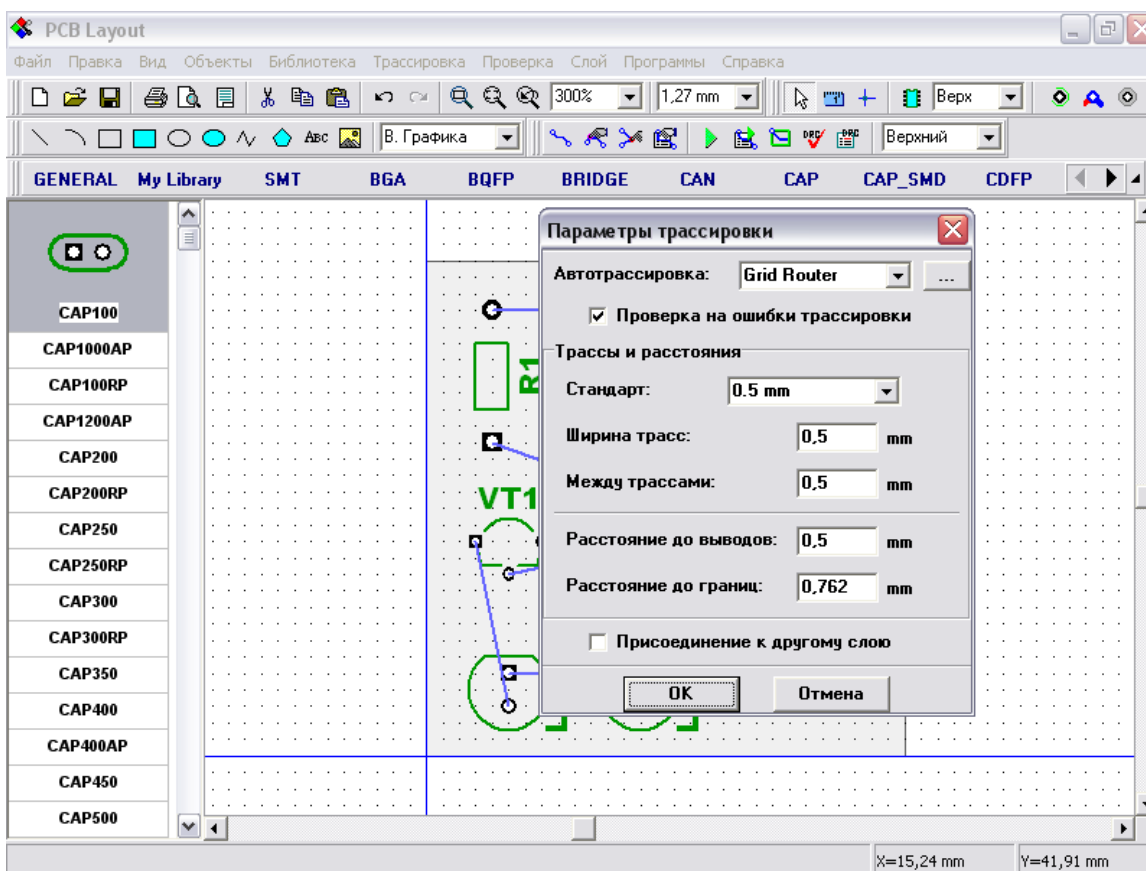 PCB Layout
Файл Правка Вид Объекты Библиотека Трассировка Проверка Слой Программы Справка
300% 1,27 mm Верх
ABC В. Графика DRC DRC Верхний
GENERAL My Library SMT BGA BQFP BRIDGE CAN CAP CAP_SMD CDFP
CAP100
CAP1000AP
CAP100RP
CAP1200AP
CAP200
CAP200RP
CAP250
CAP250RP
CAP300
CAP300RP
CAP350
CAP400
CAP400AP
CAP450
CAP500
R1
VT1
Параметры трассировки
Автотрассировка: Grid Router ...
Проверка на ошибки трассировки
Трассы и расстояния
Стандарт: 0.5 mm
Ширина трасс: 0,5 mm
Между трассами: 0,5 mm
Расстояние до выводов: 0,5 mm
Расстояние до границ: 0,762 mm
Присоединение к другому слою
OK Отмена
X=15,24 mm Y=41,91 mm